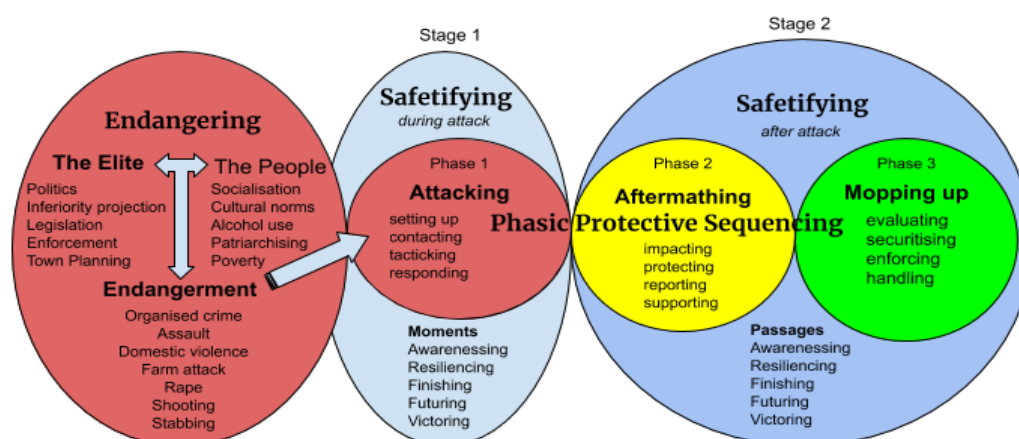 Stage 1
Stage 2
Endangering
The Elite
Politics
Inferiority projection
Legislation
Enforcement
Town Planning
The People
Socialisation
Cultural norms
Alcohol use
Patriarchising
Poverty
Endangerment
Organised crime
Assault
Domestic violence
Farm attack
Rape
Shooting
Stabbing
Safetifying
during attack
Phase 1
Attacking
setting up
contacting
tacticking
responding
Moments
Awarenessing
Resiliencing
Finishing
Futuring
Victoring
Safetifying
after attack
Phasic Protective Sequencing
Phase 2
Aftermathing
impacting
protecting
reporting
supporting
Phase 3
Mopping up
evaluating
securitising
enforcing
handling
Passages
Awarenessing
Resiliencing
Finishing
Futuring
Victoring